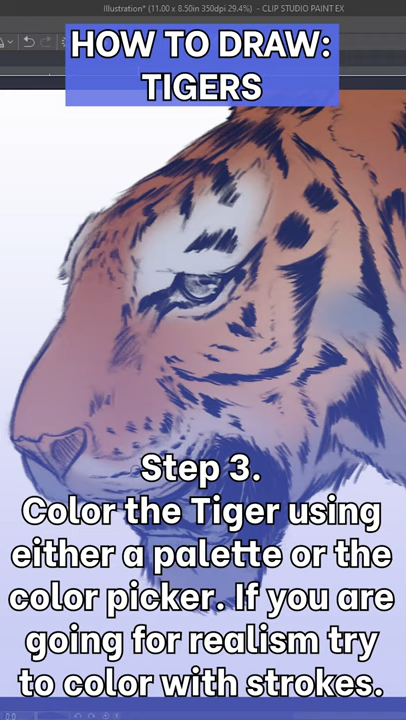 Illustration* (11.00 x 8.50in 350dpi 29.4%) - CLIP STUDIO PAINT EX
HOW TO DRAW:
TIGERS
Step 3.
Color the Tiger using
either a palette or the
color picker. If you are
going for realism try
to color with strokes.
0.0